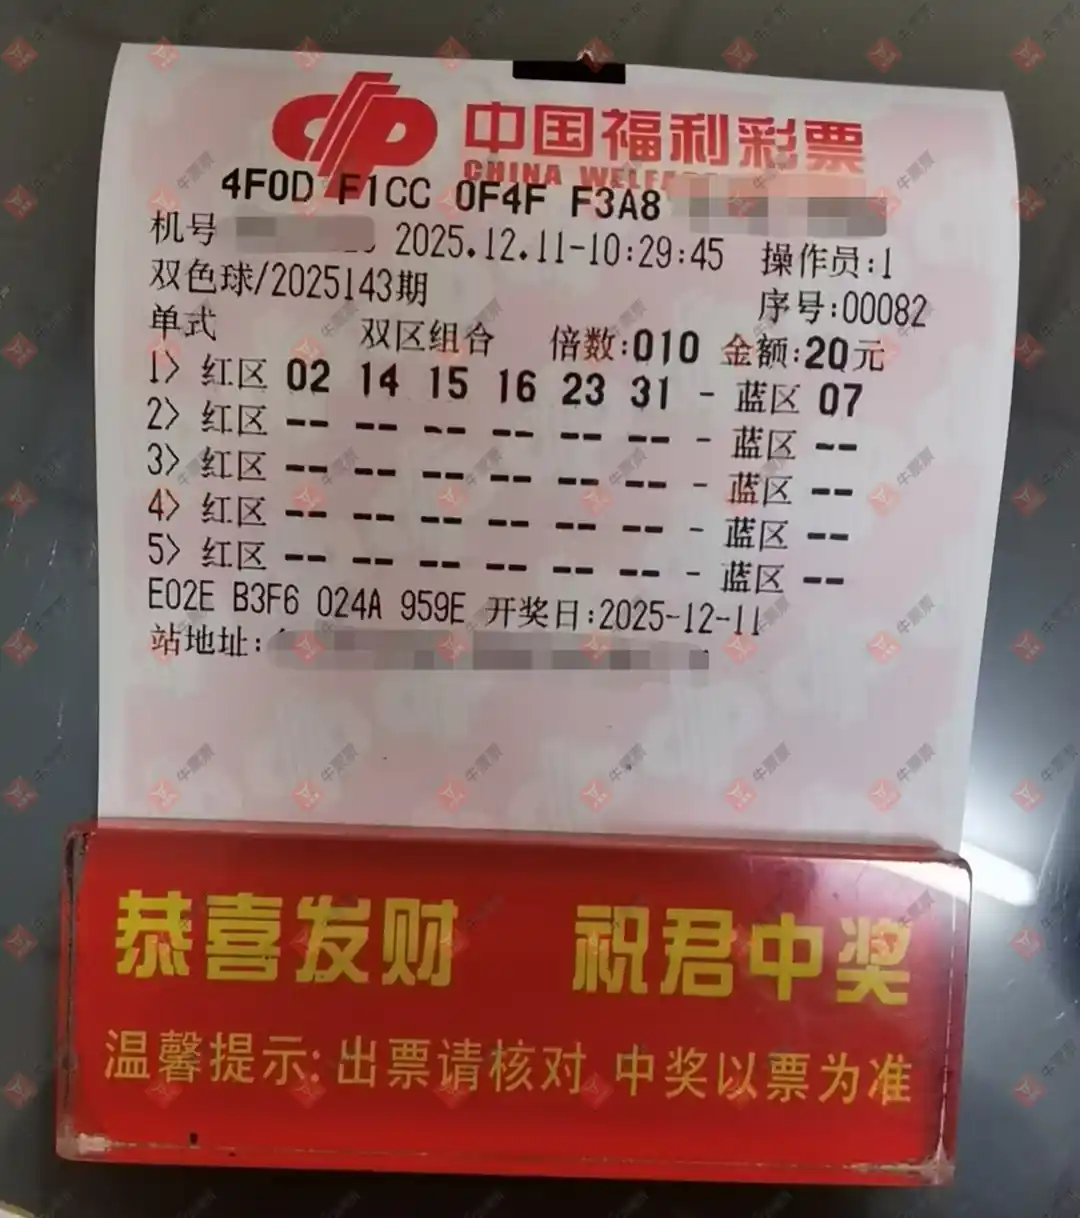 中国福利彩票
CHINA WELFA
4F0D F1CC 0F4F F3A8
机号 2025.12.11-10:29:45 操作员:1
双色球/2025143期 序号:00082
单式 双区组合 倍数:010 金额:20元
1> 红区 02 14 15 16 23 31 - 蓝区 07
2> 红区 -- -- -- -- -- -- - 蓝区 --
3> 红区 -- -- -- -- -- -- - 蓝区 --
4> 红区 -- -- -- -- -- -- - 蓝区 --
5> 红区 -- -- -- -- -- -- - 蓝区 --
E02E B3F6 024A 959E 开奖日:2025-12-11
站地址:
恭喜发财 祝君中奖
温馨提示:出票请核对 中奖以票为准
牛票票